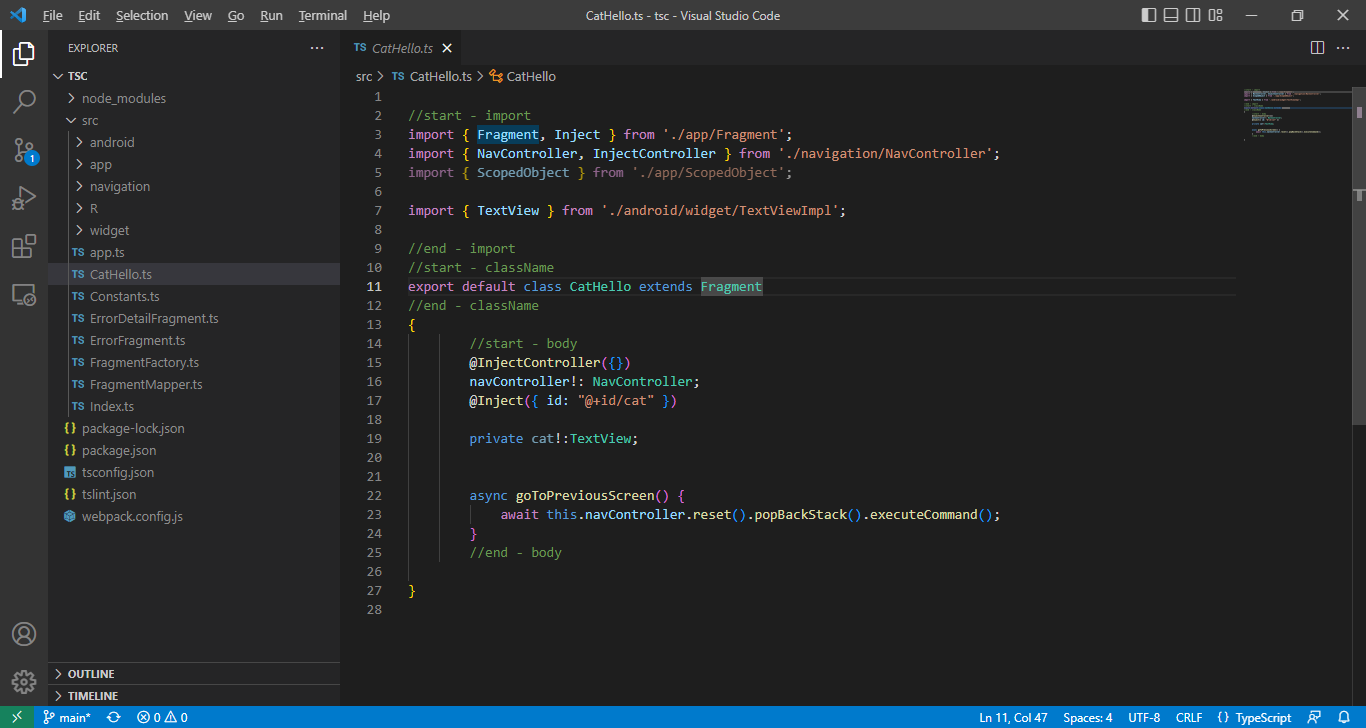 File Edit Selection View Go Run Terminal Help
CatHello.ts - tsc - Visual Studio Code
EXPLORER
TSC
node_modules
src
android
app
navigation
R
widget
TS app.ts
TS CatHello.ts
TS Constants.ts
TS ErrorDetailFragment.ts
TS ErrorFragment.ts
TS FragmentFactory.ts
TS FragmentMapper.ts
TS Index.ts
{} package-lock.json
{} package.json
TS tsconfig.json
{} tslint.json
webpack.config.js
OUTLINE
TIMELINE
1
TS CatHello.ts
src > TS CatHello.ts > CatHello
1
2 //start - import
3 import { Fragment, Inject } from './app/Fragment';
4 import { NavController, InjectController } from './navigation/NavController';
5 import { ScopedObject } from './app/ScopedObject';
6
7 import { TextView } from './android/widget/TextViewImpl';
8
9 //end - import
10 //start - className
11 export default class CatHello extends Fragment
12 //end - className
13 {
14 //start - body
15 @InjectController({})
16 navController!: NavController;
17 @Inject({ id: "@+id/cat" })
18
19 private cat!:TextView;
20
21
22 async goToPreviousScreen() {
23 await this.navController.reset().popBackStack().executeCommand();
24 }
25 //end - body
26
27 }
28
main* 0 0 Ln 11, Col 47 Spaces: 4 UTF-8 CRLF {} TypeScript